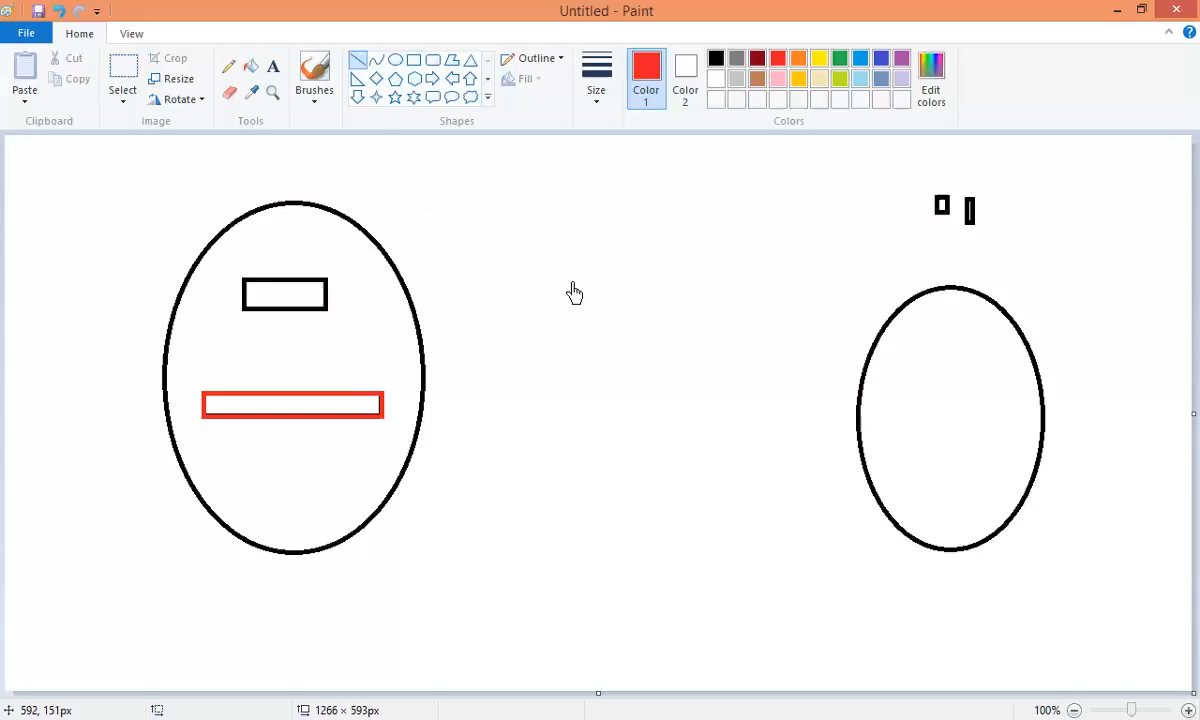 Untitled - Paint
File Home View
Paste
Cut
Copy
Clipboard
Select
Crop
Resize
Rotate
Image
A
Tools
Brushes
Shapes
Outline
Fill
Size
Color 1
Color 2
Colors
Edit colors
592, 151px
1266 × 593px
100%